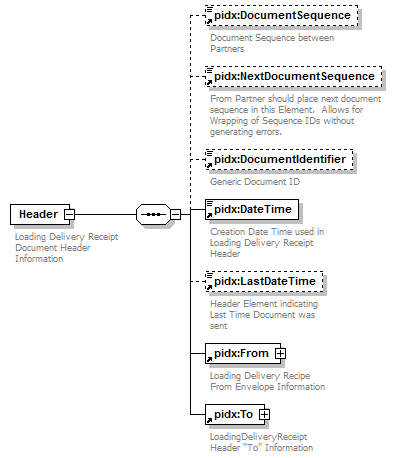 pidx:DocumentSequence
Document Sequence between
Partners
pidx:NextDocumentSequence
From Partner should place next document
sequence in this Element.  Allows for
Wrapping of Sequence IDs without
generating errors.
pidx:DocumentIdentifier
Generic Document ID
Header
Loading Delivery Receipt
Document Header
Information
pidx:DateTime
Creation Date Time used in
Loading Delivery Receipt
Header
pidx:LastDateTime
Header Element indicating
Last Time Document was
sent
pidx:From
Loading Delivery Recipe
From Envelope Information
pidx:To
LoadingDeliveryReceipt
Header "To" Information